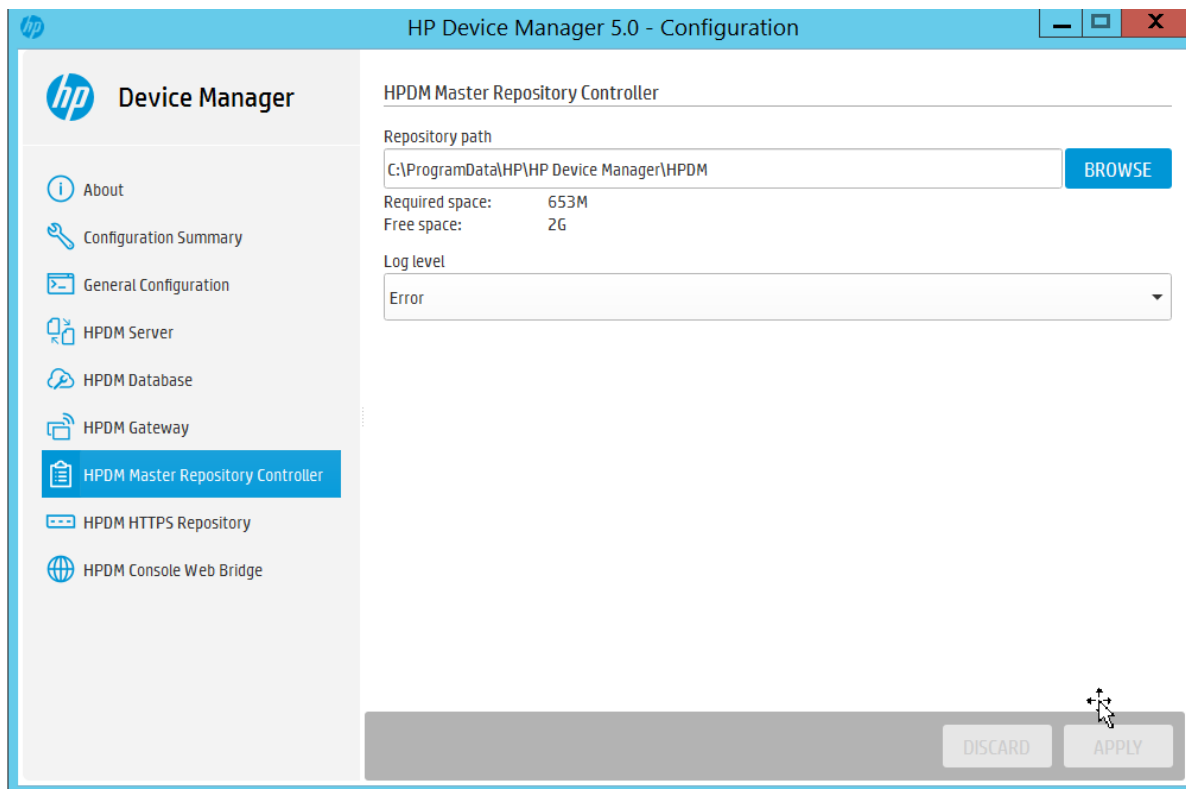 hp
HP Device Manager 5.0 - Configuration
X
hp
Device Manager
About
Configuration Summary
General Configuration
HPDM Server
HPDM Database
HPDM Gateway
HPDM Master Repository Controller
HPDM HTTPS Repository
HPDM Console Web Bridge
HPDM Master Repository Controller
Repository path
C:\ProgramData\HP\HP Device Manager\HPDM
BROWSE
Required space: 653M
Free space: 2G
Log level
Error
DISCARD APPLY